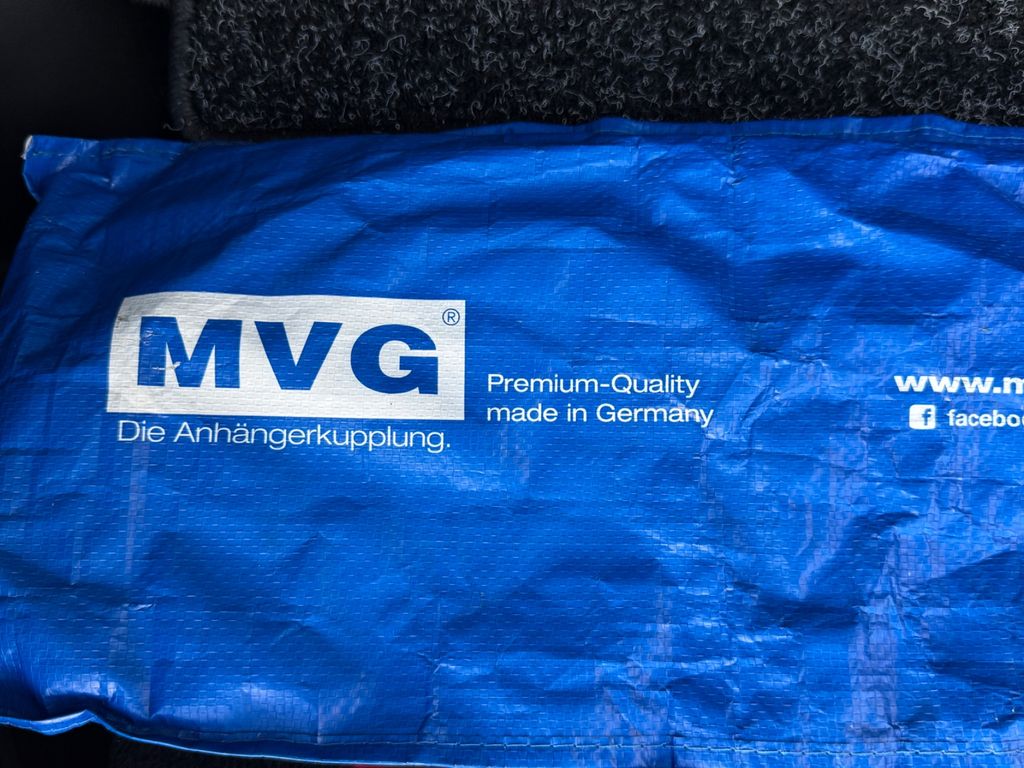 MVG®
Die Anhängerkupplung.
Premium-Quality
made in Germany